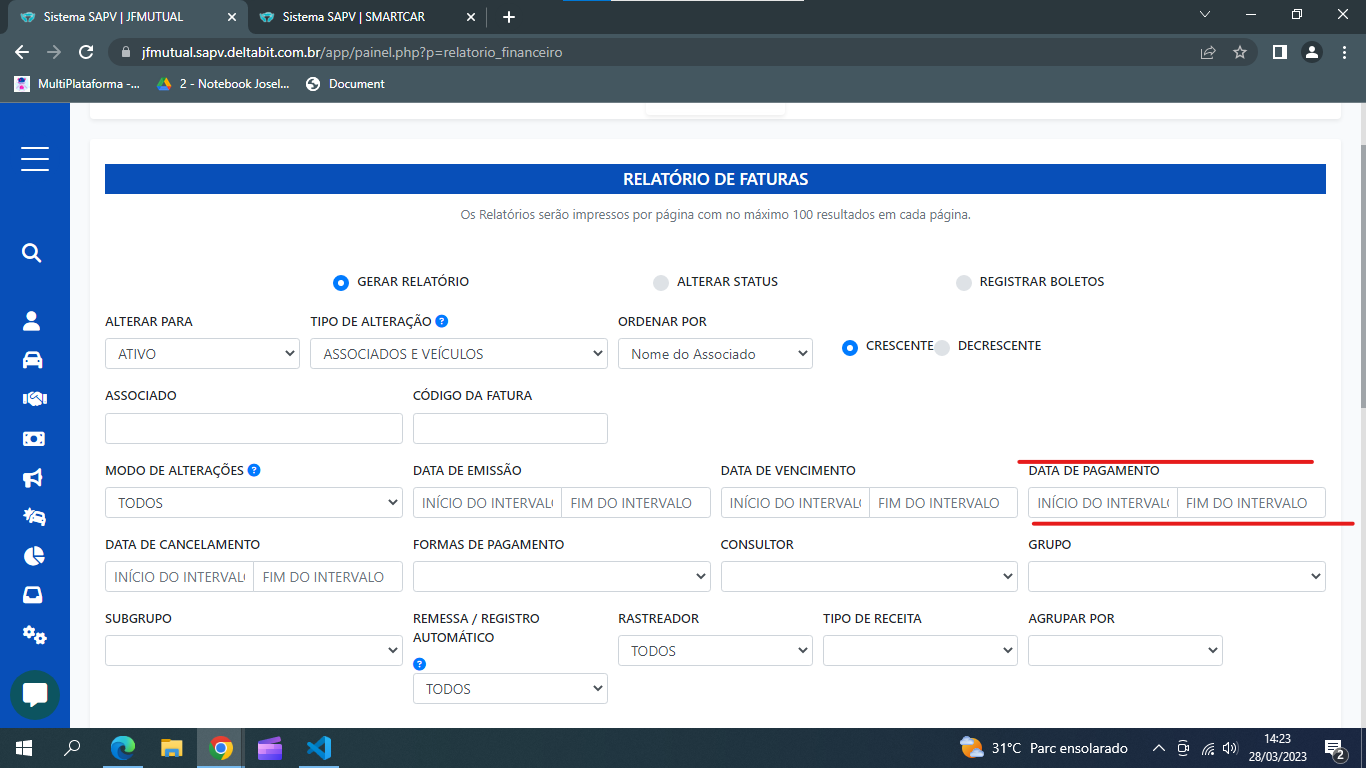 Sistema SAPV | JFMUTUAL
Sistema SAPV | SMARTCAR
jfmutual.sapv.deltabit.com.br/app/painel.php?p=relatorio_financeiro
MultiPlataforma -... 2 - Notebook Josel... Document
RELATÓRIO DE FATURAS
Os Relatórios serão impressos por página com no máximo 100 resultados em cada página.
GERAR RELATÓRIO ALTERAR STATUS REGISTRAR BOLETOS
ALTERAR PARA TIPO DE ALTERAÇÃO ? ORDENAR POR
ATIVO ASSOCIADOS E VEÍCULOS Nome do Associado CRESCENTE DECRESCENTE
ASSOCIADO CÓDIGO DA FATURA
MODO DE ALTERAÇÕES ? DATA DE EMISSÃO DATA DE VENCIMENTO DATA DE PAGAMENTO
TODOS INÍCIO DO INTERVALO FIM DO INTERVALO INÍCIO DO INTERVALO FIM DO INTERVALO INÍCIO DO INTERVALO FIM DO INTERVALO
DATA DE CANCELAMENTO FORMAS DE PAGAMENTO CONSULTOR GRUPO
INÍCIO DO INTERVALO FIM DO INTERVALO
SUBGRUPO REMESSA / REGISTRO AUTOMÁTICO ? RASTREADOR TIPO DE RECEITA AGRUPAR POR
TODOS
TODOS
31°C Parc ensolarado
14:23
28/03/2023
2